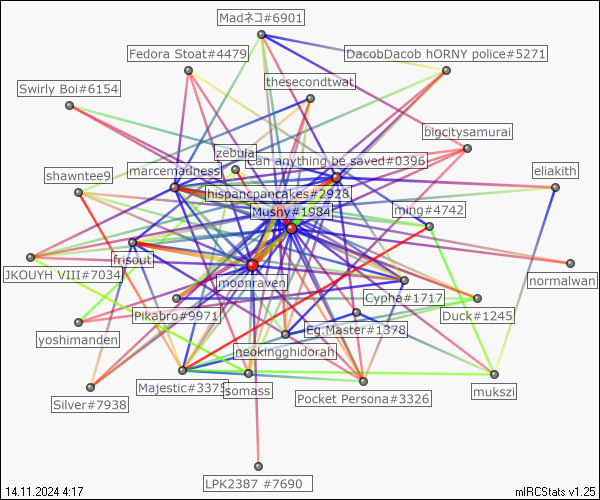 Madネコ#6901
Fedora Stoat#4479
DacobDacob hORNY police#5271
thesecondtwat
Swirly Boi#6154
bigcitysamurai
zebula
Can anything be saved#0396
marcemadness
eliakith
shawntee9
hispancpancakes#2928
Mushy#1984
ming#4742
frisout
JKOUYH VIII#7034
normalwan
moonraven
Cypha#1717
Pikabro#9971
Duck#1245
Eg.Master#1378
yoshimanden
neokingghidorah
Majestic#3375
somass
mukszi
Silver#7938
Pocket Persona#3326
LPK2387 ®#7690
14.11.2024 4:17
mIRCStats v1.25